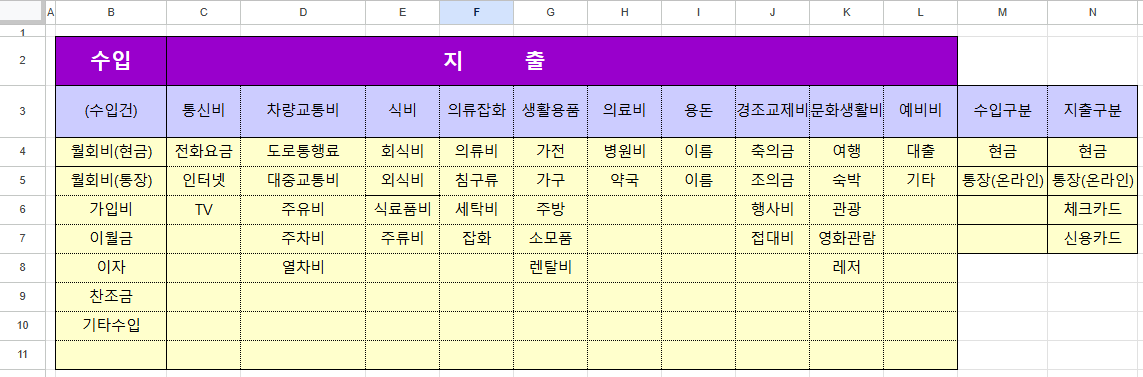 A B C D E F G H I J K L M N
1
2 수입 지 출
3 (수입건) 통신비 차량교통비 식비 의류잡화 생활용품 의료비 용돈 경조교제비 문화생활비 예비비 수입구분 지출구분
4 월회비(현금) 전화요금 도로통행료 회식비 의류비 가전 병원비 이름 축의금 여행 대출 현금 현금
5 월회비(통장) 인터넷 대중교통비 외식비 침구류 가구 약국 이름 조의금 숙박 기타 통장(온라인) 통장(온라인)
6 가입비 TV 주유비 식료품비 세탁비 주방 행사비 관광 체크카드
7 이월금 주차비 주류비 잡화 소모품 접대비 영화관람 신용카드
8 이자 열차비 렌탈비 레저
9 찬조금
10 기타수입
11